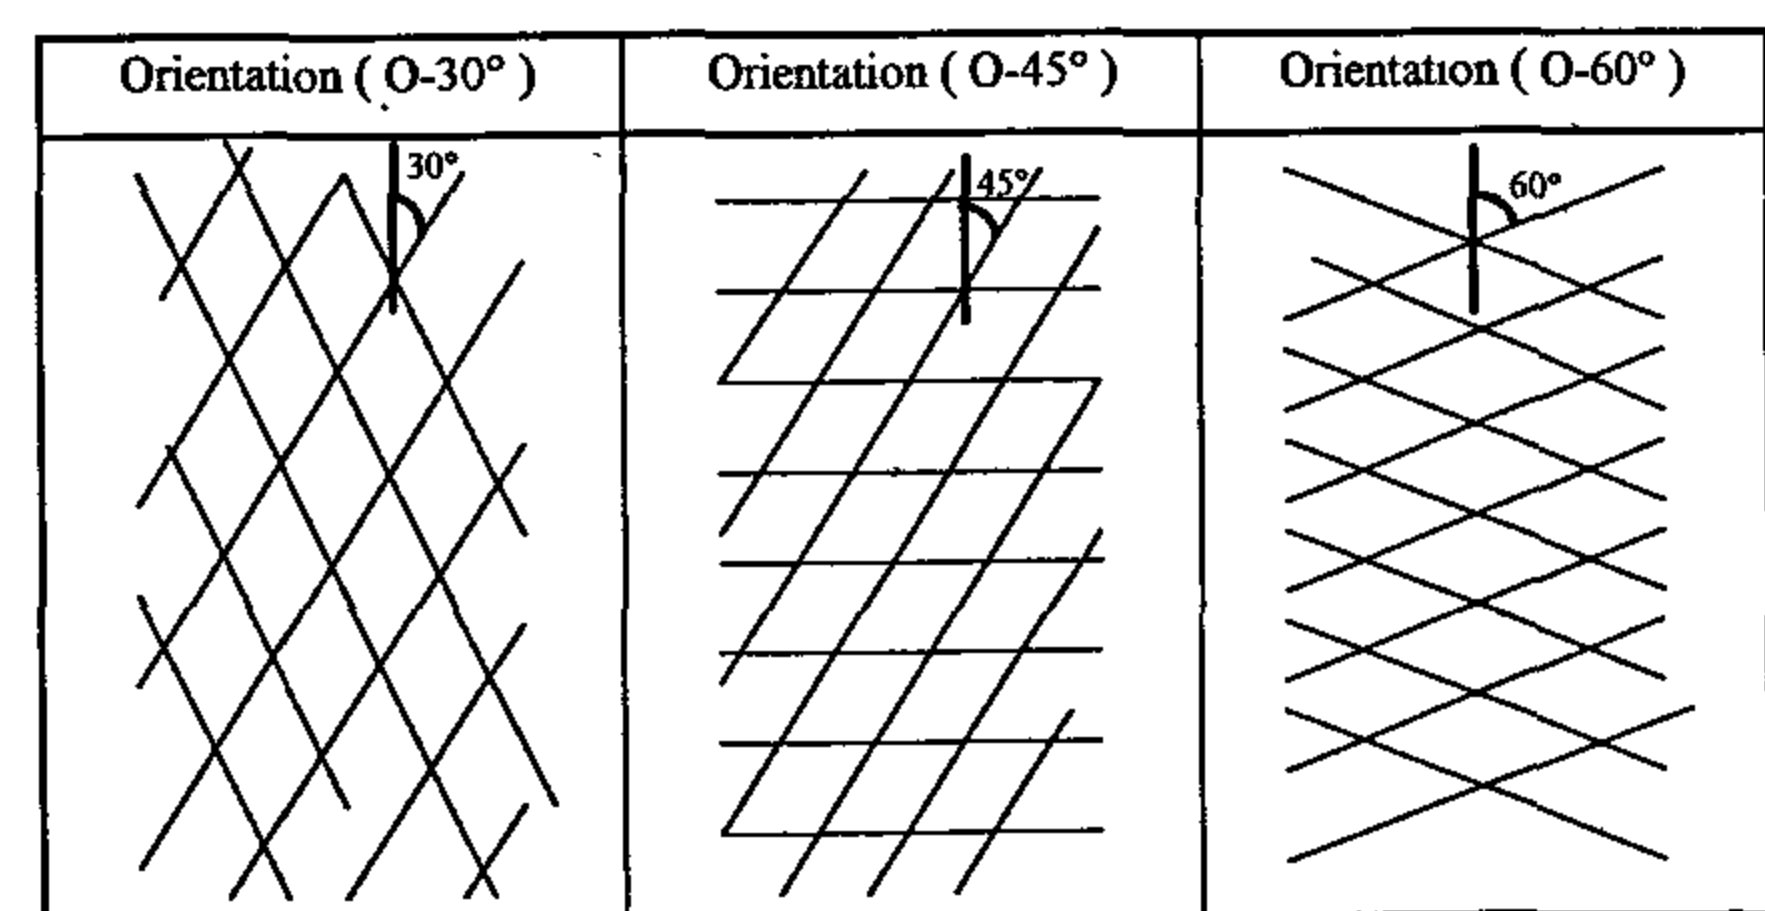 Orientation ( O-30° )
Orientation ( O-45° )
Orientation ( O-60° )
30°
45°
60°